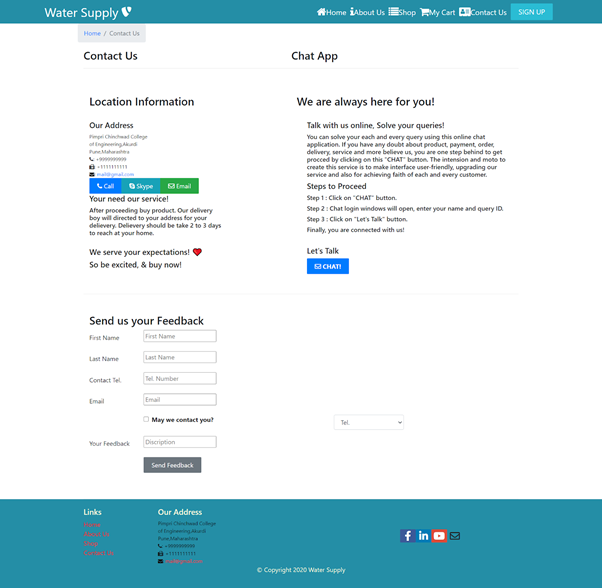 Water Supply
Home About Us Shop My Cart Contact Us SIGN UP
Home / Contact Us
Contact Us
Chat App
Location Information
We are always here for you!
Our Address
Pimpri Chinchwad College
of Engineering,Akurdi
Pune,Maharashtra
+9999999999
+1111111111
mail@gmail.com
Call Skype Email
Your need our service!
After proceeding buy product. Our delivery
boy will directed to your address for your
delievery. Delievery should be take 2 to 3 days
to reach at your home.
We serve your expectations!
So be excited, & buy now!
Talk with us online, Solve your queries!
You can solve your each and every query using this online chat
application. If you have any doubt about product, payment, order,
delivery, service and more believe us, you are one step behind to get
proceed by clicking on this "CHAT" button. The intension and moto to
create this service is to make interface user-friendly, upgrading our
service and also for achieving faith of each and every customer.
Steps to Proceed
Step 1 : Click on "CHAT" button.
Step 2 : Chat login windows will open, enter your name and query ID.
Step 3 : Click on "Let's Talk" button.
Finally, you are connected with us!
Let's Talk
CHAT!
Send us your Feedback
First Name First Name
Last Name Last Name
Contact Tel. Tel. Number
Email Email
May we contact you?
Tel.
Your Feedback Discription
Send Feedback
Links
Home
About Us
Shop
Contact Us
Our Address
Pimpri Chinchwad College
of Engineering,Akurdi
Pune,Maharashtra
+9999999999
+1111111111
© Copyright 2020 Water Supply